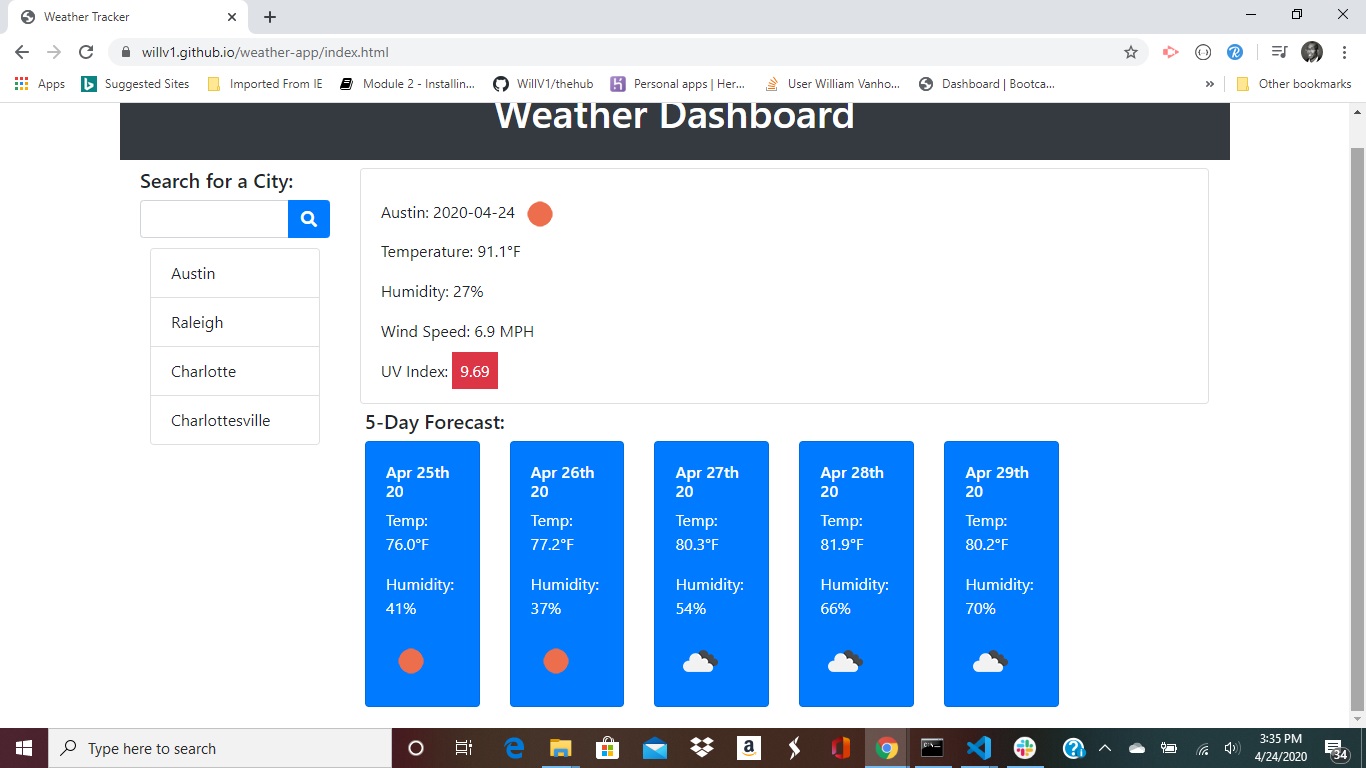 Weather Tracker
willv1.github.io/weather-app/index.html
Apps
Suggested Sites
Imported From IE
Module 2 - Installin...
WillV1/thehub
Personal apps | Her...
User William Vanho...
Dashboard | Bootca...
»
Other bookmarks
Weather Dashboard
Search for a City:
Austin
Raleigh
Charlotte
Charlottesville
Austin: 2020-04-24
Temperature: 91.1°F
Humidity: 27%
Wind Speed: 6.9 MPH
UV Index: 9.69
5-Day Forecast:
Apr 25th
20
Temp:
76.0°F
Humidity:
41%
Apr 26th
20
Temp:
77.2°F
Humidity:
37%
Apr 27th
20
Temp:
80.3°F
Humidity:
54%
Apr 28th
20
Temp:
81.9°F
Humidity:
66%
Apr 29th
20
Temp:
80.2°F
Humidity:
70%
Type here to search
3:35 PM
4/24/2020
34